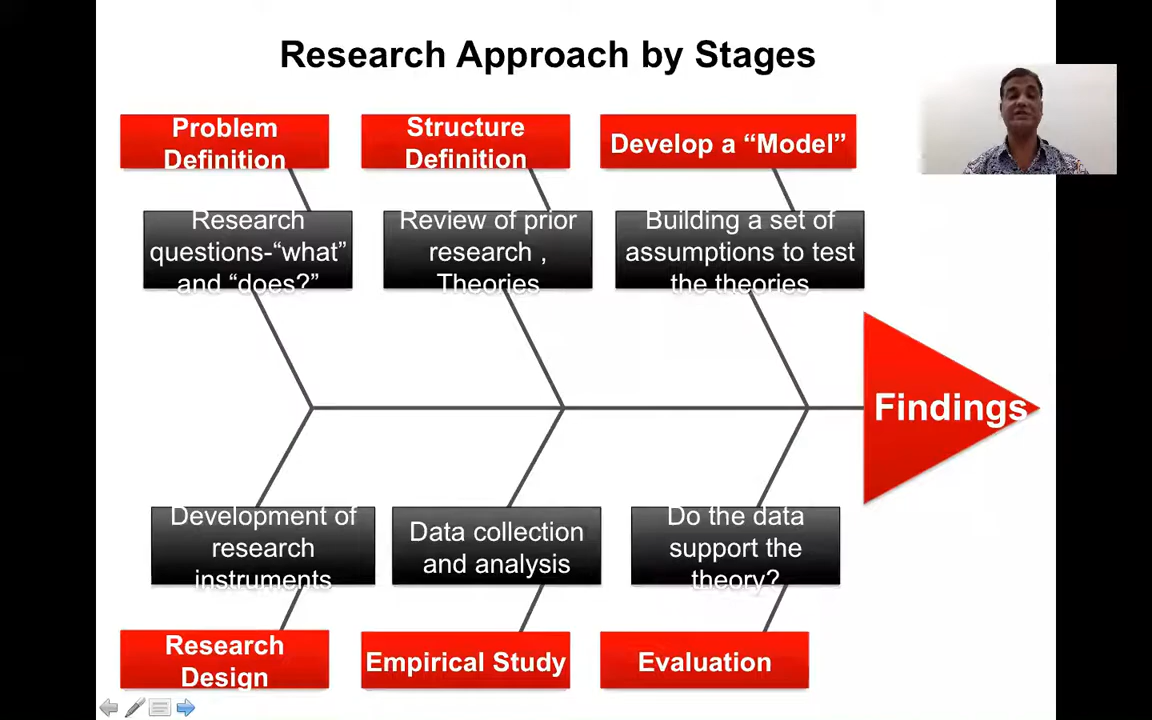 Research Approach by Stages
Problem
Definition
Structure
Definition
Develop a “Model”
Research
questions-“what”
and “does?”
Review of prior
research ,
Theories
Building a set of
assumptions to test
the theories
Findings
Development of
research
instruments
Data collection
and analysis
Do the data
support the
theory?
Research
Design
Empirical Study
Evaluation